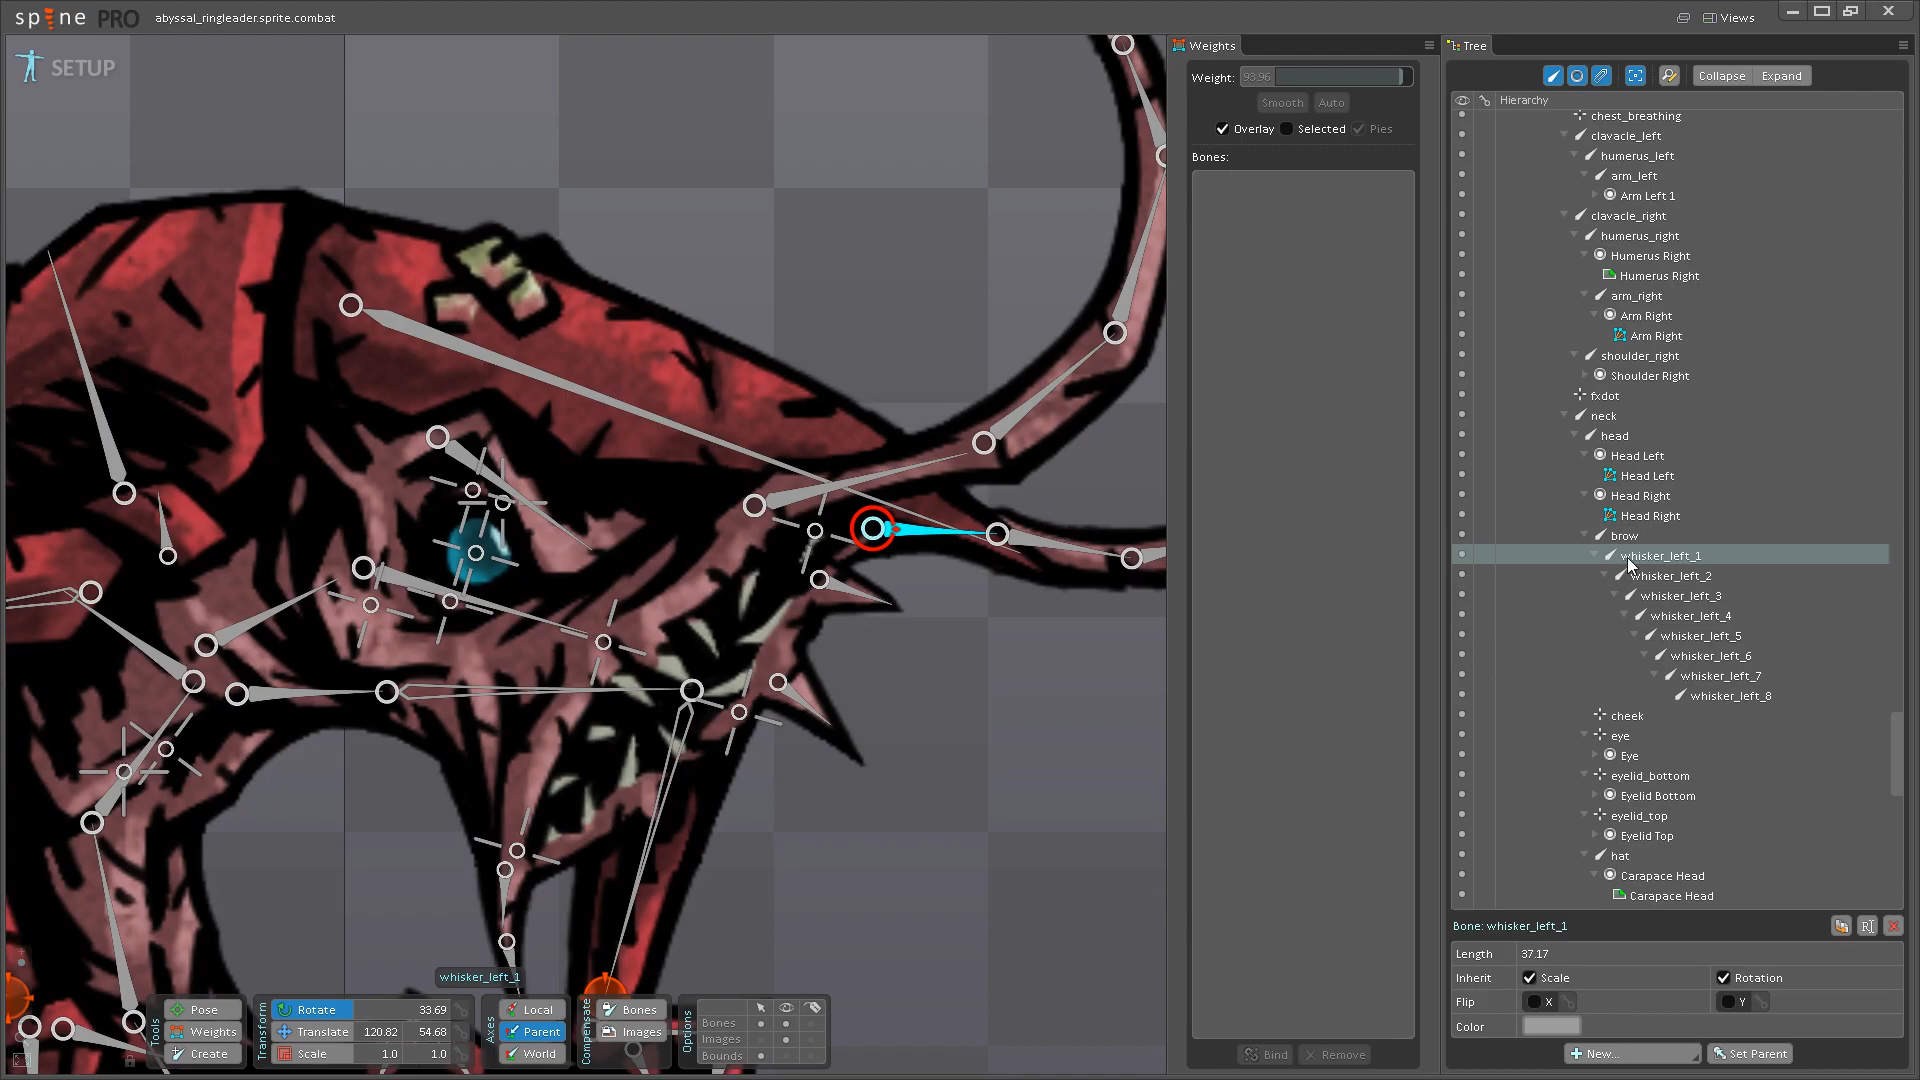 spine PRO abyssal_ringleader.sprite.combat
Views
SETUP
Weights
Weight: 93.96
Smooth Auto
Overlay Selected Pies
Bones:
Bind Remove
Tree
Collapse Expand
Hierarchy
chest_breathing
clavacle_left
humerus_left
arm_left
Arm Left 1
clavacle_right
humerus_right
Humerus Right
Humerus Right
arm_right
Arm Right
Arm Right
shoulder_right
Shoulder Right
fxdot
neck
head
Head Left
Head Left
Head Right
Head Right
brow
whisker_left_1
whisker_left_2
whisker_left_3
whisker_left_4
whisker_left_5
whisker_left_6
whisker_left_7
whisker_left_8
cheek
eye
Eye
eyelid_bottom
Eyelid Bottom
eyelid_top
Eyelid Top
hat
Carapace Head
Carapace Head
Bone: whisker_left_1
Length 37.17
Inherit Scale Rotation
Flip X Y
Color
New... Set Parent
whisker_left_1
Tools
Pose
Weights
Create
Transform
Rotate 33.69
Translate 120.82 54.68
Scale 1.0 1.0
Axes
Local
Parent
World
Compensate
Bones
Images
Options
Bones
Images
Bounds